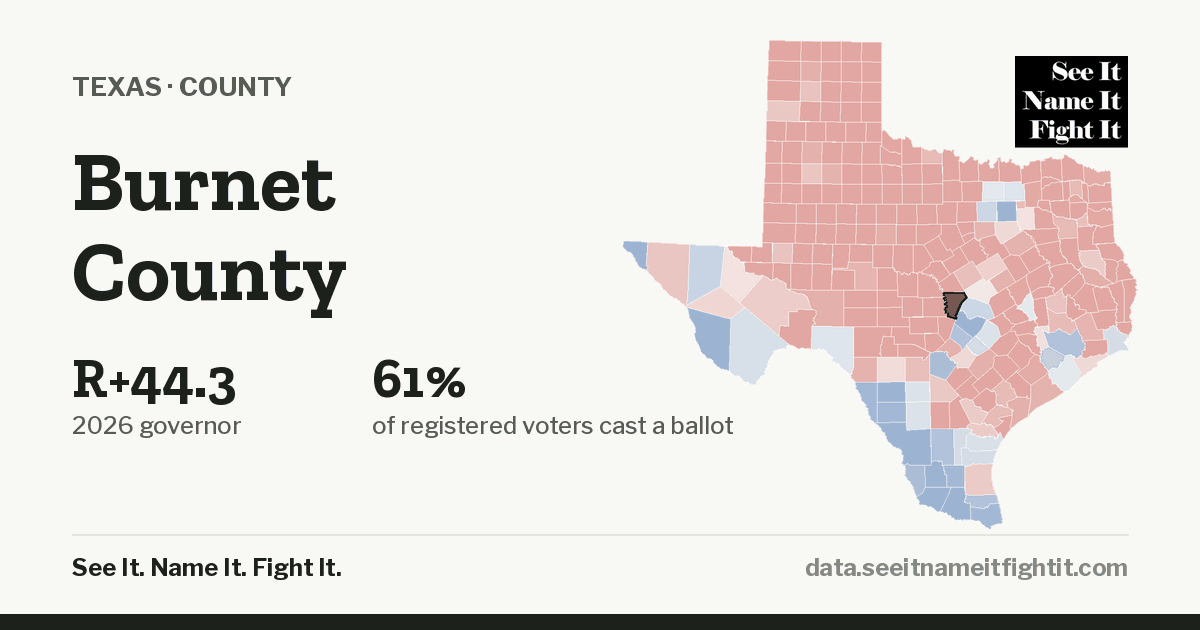 TEXAS · COUNTY
Burnet
County
R+44.3
2026 governor
61%
of registered voters cast a ballot
See It
Name It
Fight It
See It. Name It. Fight It.
data.seeitnameitfightit.com